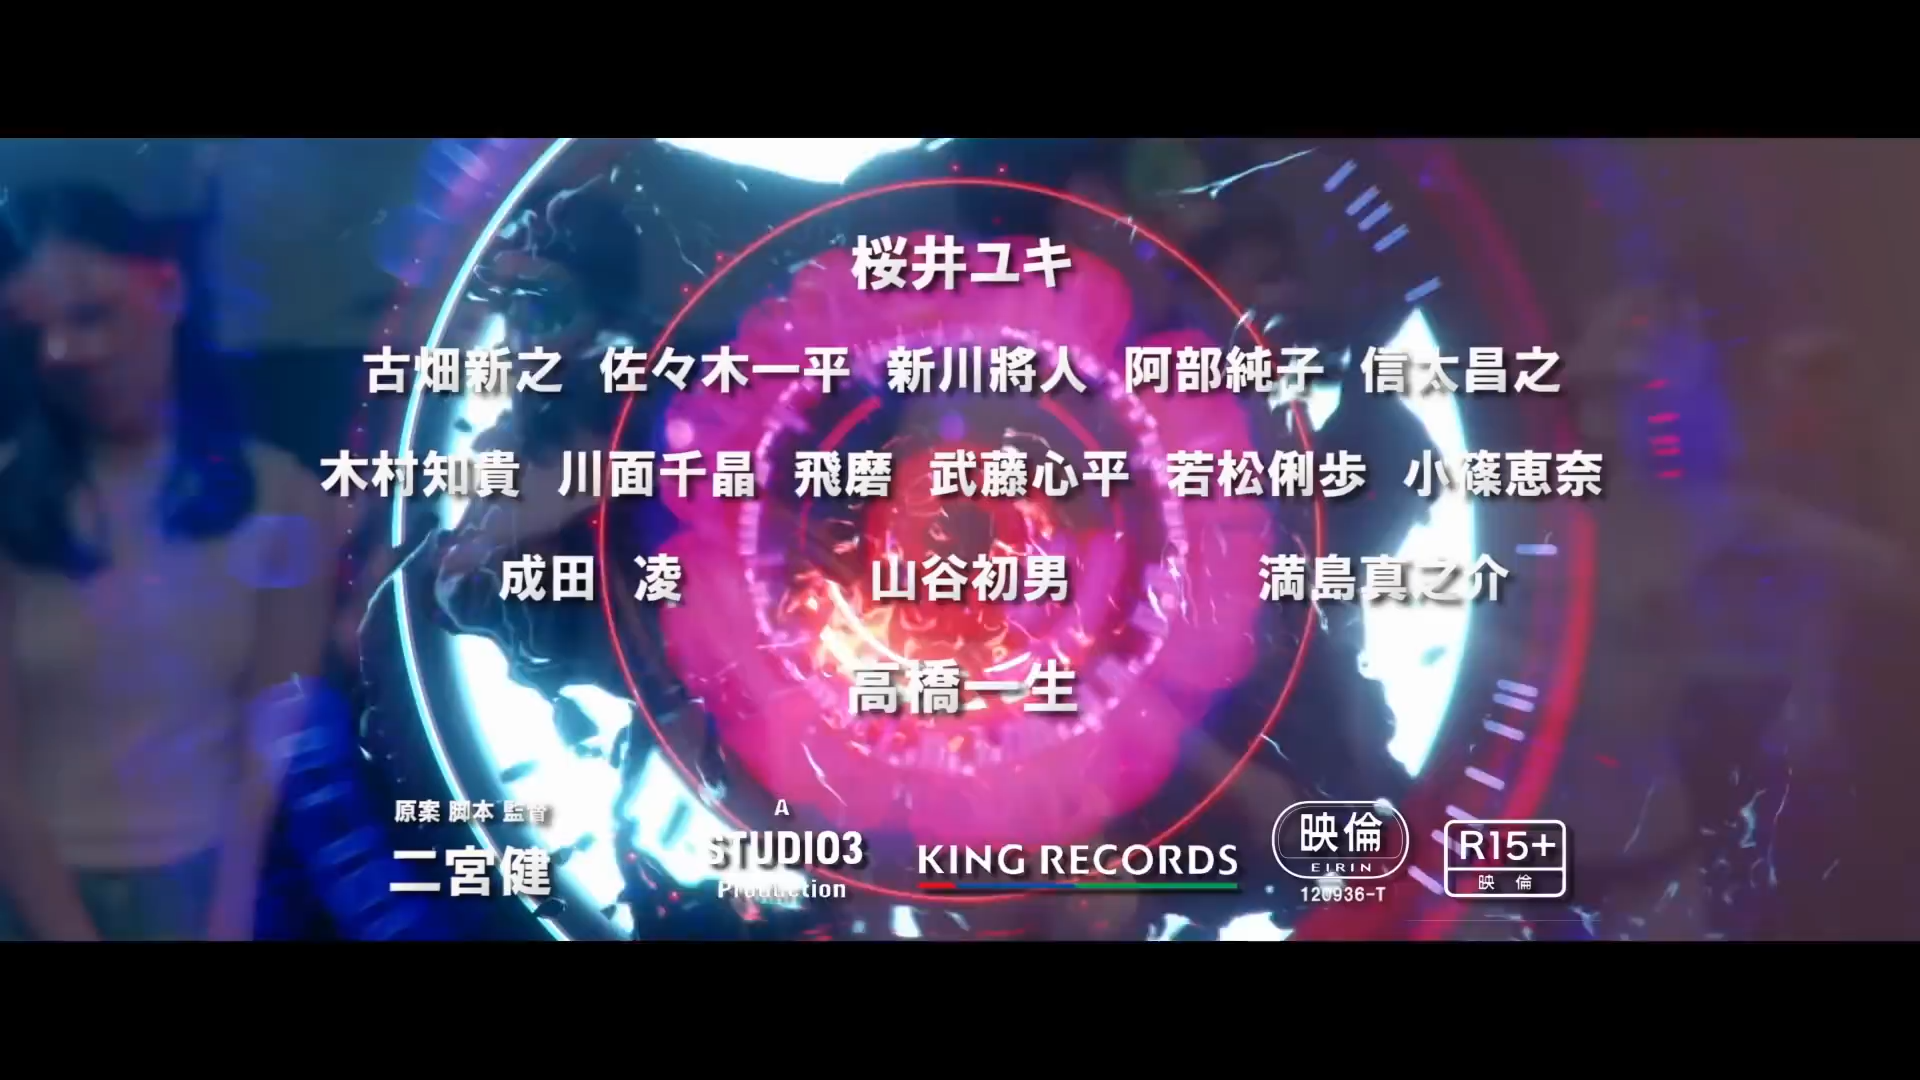 桜井ユキ
古畑新之 佐々木一平 新川將人 阿部純子 信太昌之
木村知貴 川面千晶 飛磨 武藤心平 若松俐歩 小篠恵奈
成田 凌 山谷初男 満島真之介
高橋一生
原案 脚本 監督
二宮健
A
STUDIO3
Production
KING RECORDS
映倫
EIRIN
120936-T
R15+
映倫